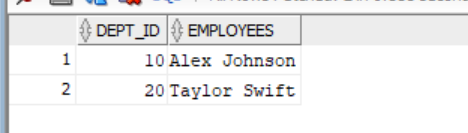 DEPT_ID EMPLOYEES
1 10 Alex Johnson
2 20 Taylor Swift